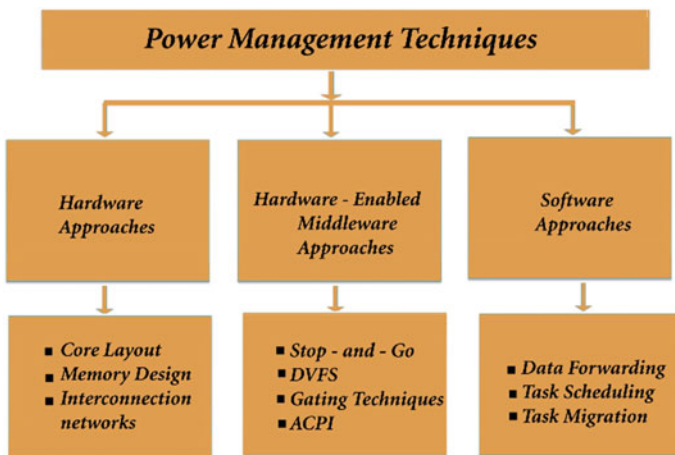 Power Management Techniques
Hardware
Approaches
Hardware - Enabled
Middleware
Approaches
Software
Approaches
▪ Core Layout
▪ Memory Design
▪ Interconnection
networks
▪ Stop - and - Go
▪ DVFS
▪ Gating Techniques
▪ ACPI
▪ Data Forwarding
▪ Task Scheduling
▪ Task Migration